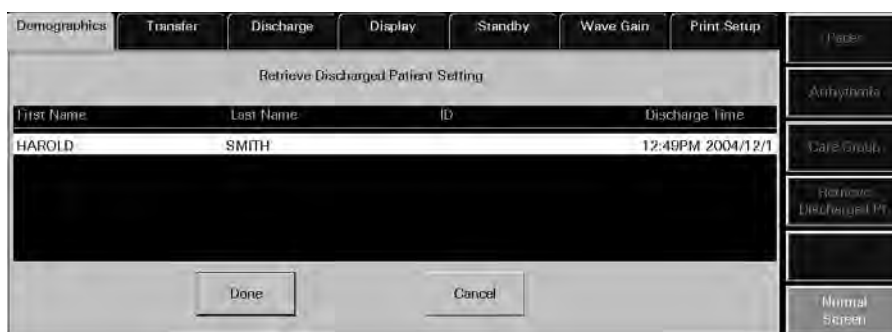 Demographics Transfer Discharge Display Standby Wave Gain Print Setup
Pacer
Retrieve Discharged Patient Setting
Arrhythmia
First Name Last Name ID Discharge Time
HAROLD SMITH 12:49PM 2004/12/1
Care Group
Retrieve
Discharged Pt
Done Cancel
Normal
Screen